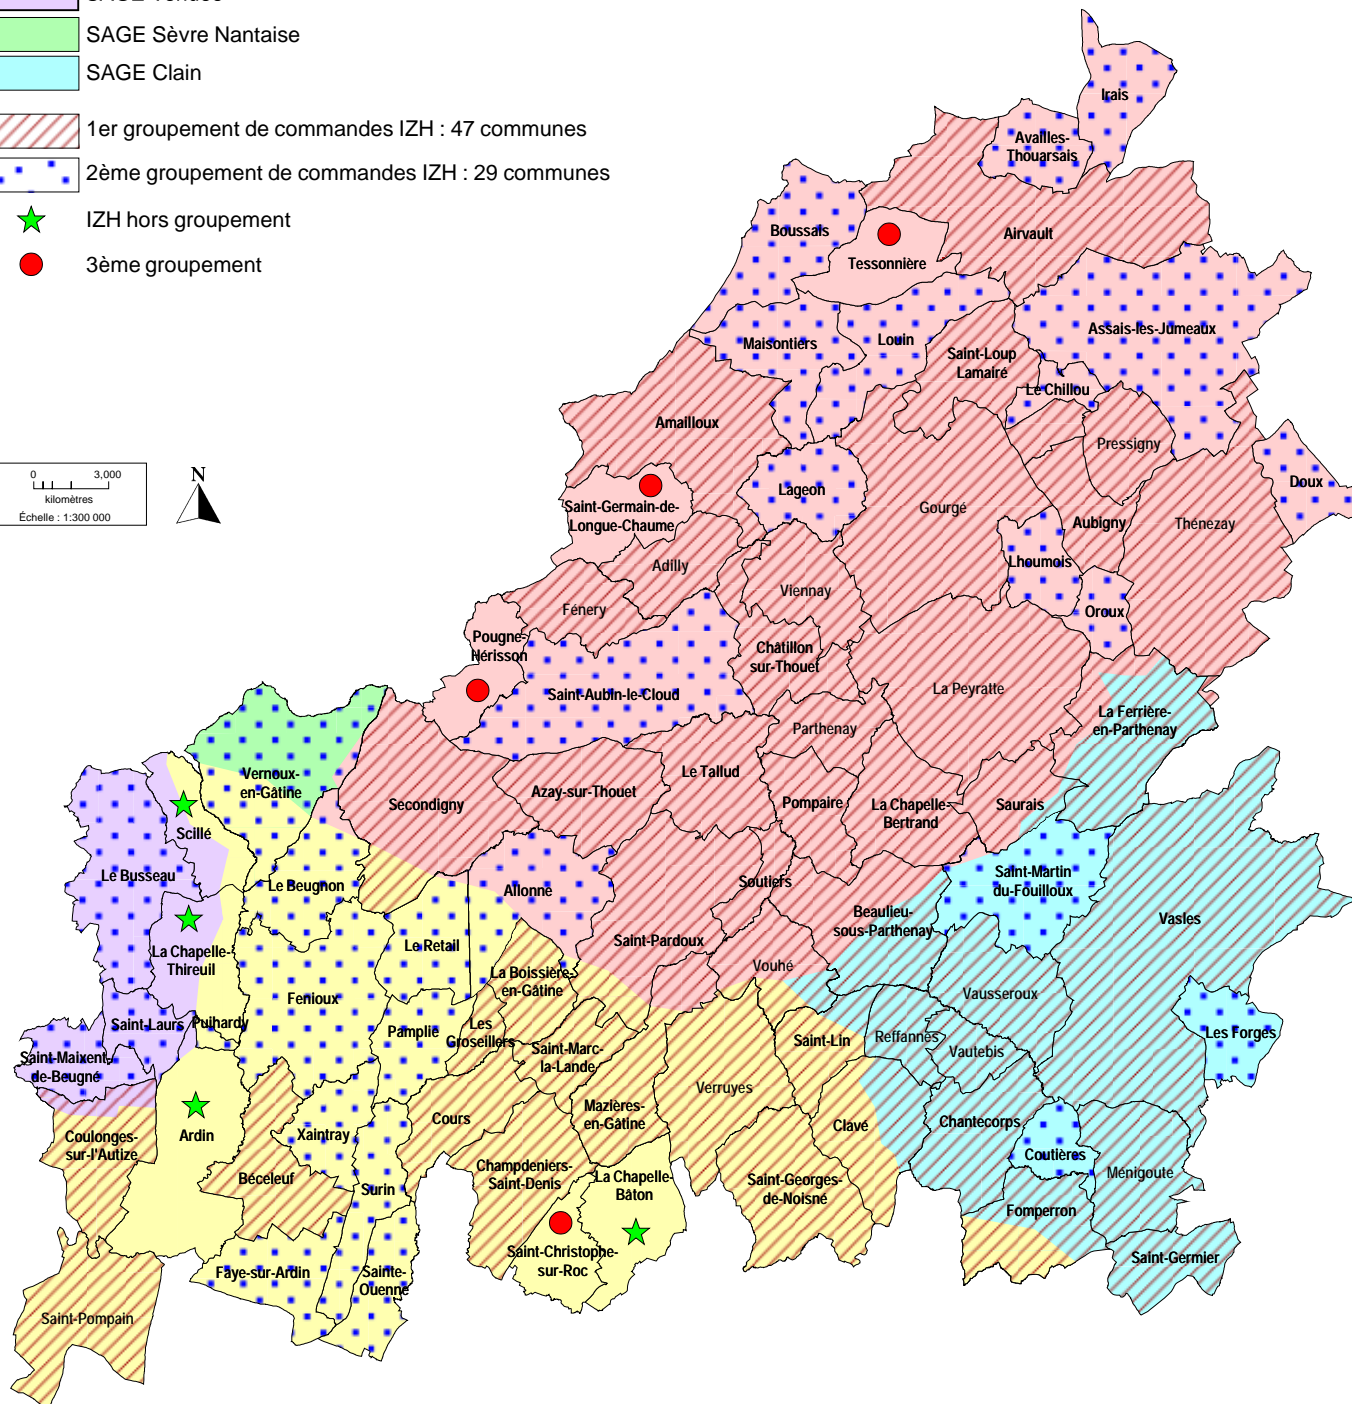 SAGE Vendée
SAGE Sèvre Nantaise
SAGE Clain
1er groupement de commandes IZH : 47 communes
2ème groupement de commandes IZH : 29 communes
IZH hors groupement
3ème groupement
0 3,000
kilomètres
Échelle : 1:300 000
N
Irais
Availles-
Thouarsais
Boussais
Airvault
Tessonnière
Assais-les-Jumeaux
Maisontiers
Louin
Saint-Loup
Lamairé
Le Chillou
Amailloux
Pressigny
Lageon
Doux
Saint-Germain-de-
Longue-Chaume
Gourgé
Aubigny
Thénezay
Adilly
Lhoumois
Viennay
Fénery
Oroux
Pougne-
Hérisson
Châtillon
sur-Thouet
Saint-Aubin-le-Cloud
La Peyratte
La Ferrière-
en-Parthenay
Parthenay
Vernoux-
en-Gâtine
Le Tallud
Azay-sur-Thouet
Secondigny
Pompaire
La Chapelle-
Bertrand
Saurais
Scillé
Le Busseau
Le Beugnon
Allonne
Soutiefs
Saint-Martin
du-Fouilloux
Vasles
Beaulieu-
sous-Parthenay
La Chapelle-
Thireuil
Le Retail
Saint-Pardoux
Vouhé
La Boissière-
en-Gâtine
Fenioux
Vausseroux
Saint-Laurs
Puihardy
Pamplie
Les
Groseillers
Saint-Lin
Reffannes
Vautebis
Les Forges
Saint-Maixent-
de-Beugné
Saint-Marc-
la-Lande
Verruyes
Mazières-
en-Gâtine
Coulonges-
sur-l'Autize
Ardin
Xaintray
Cours
Clavé
Chantecorps
Coutières
Ménigoute
Béceleuf
Champdeniers-
Saint-Denis
La Chapelle-
Bâton
Saint-Georges-
de-Noisné
Surin
Fomperron
Saint-Christophe-
sur-Roc
Saint-Germier
Faye-sur-Ardin
Sainte-
Ouenne
Saint-Pompain